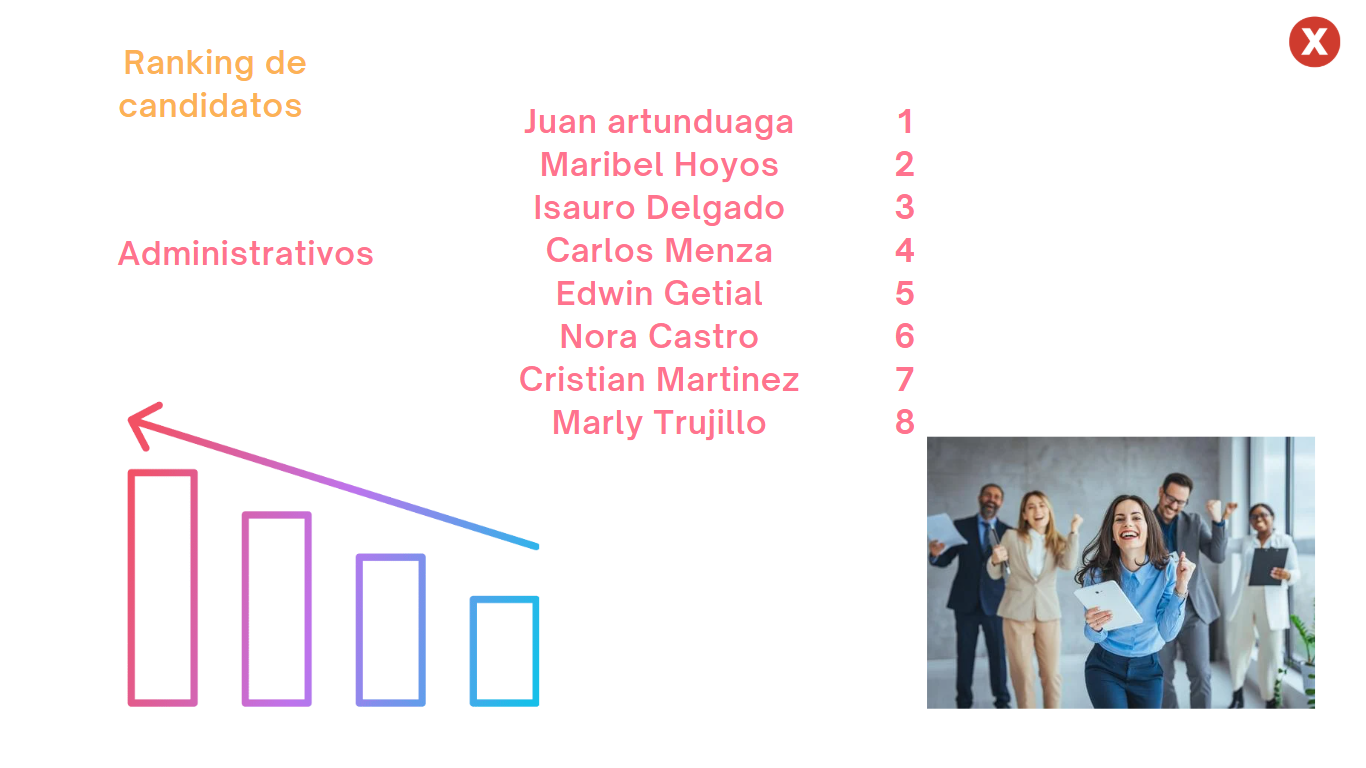 Ranking de
candidatos
Administrativos
Juan artunduaga 1
Maribel Hoyos 2
Isauro Delgado 3
Carlos Menza 4
Edwin Getial 5
Nora Castro 6
Cristian Martinez 7
Marly Trujillo 8
X